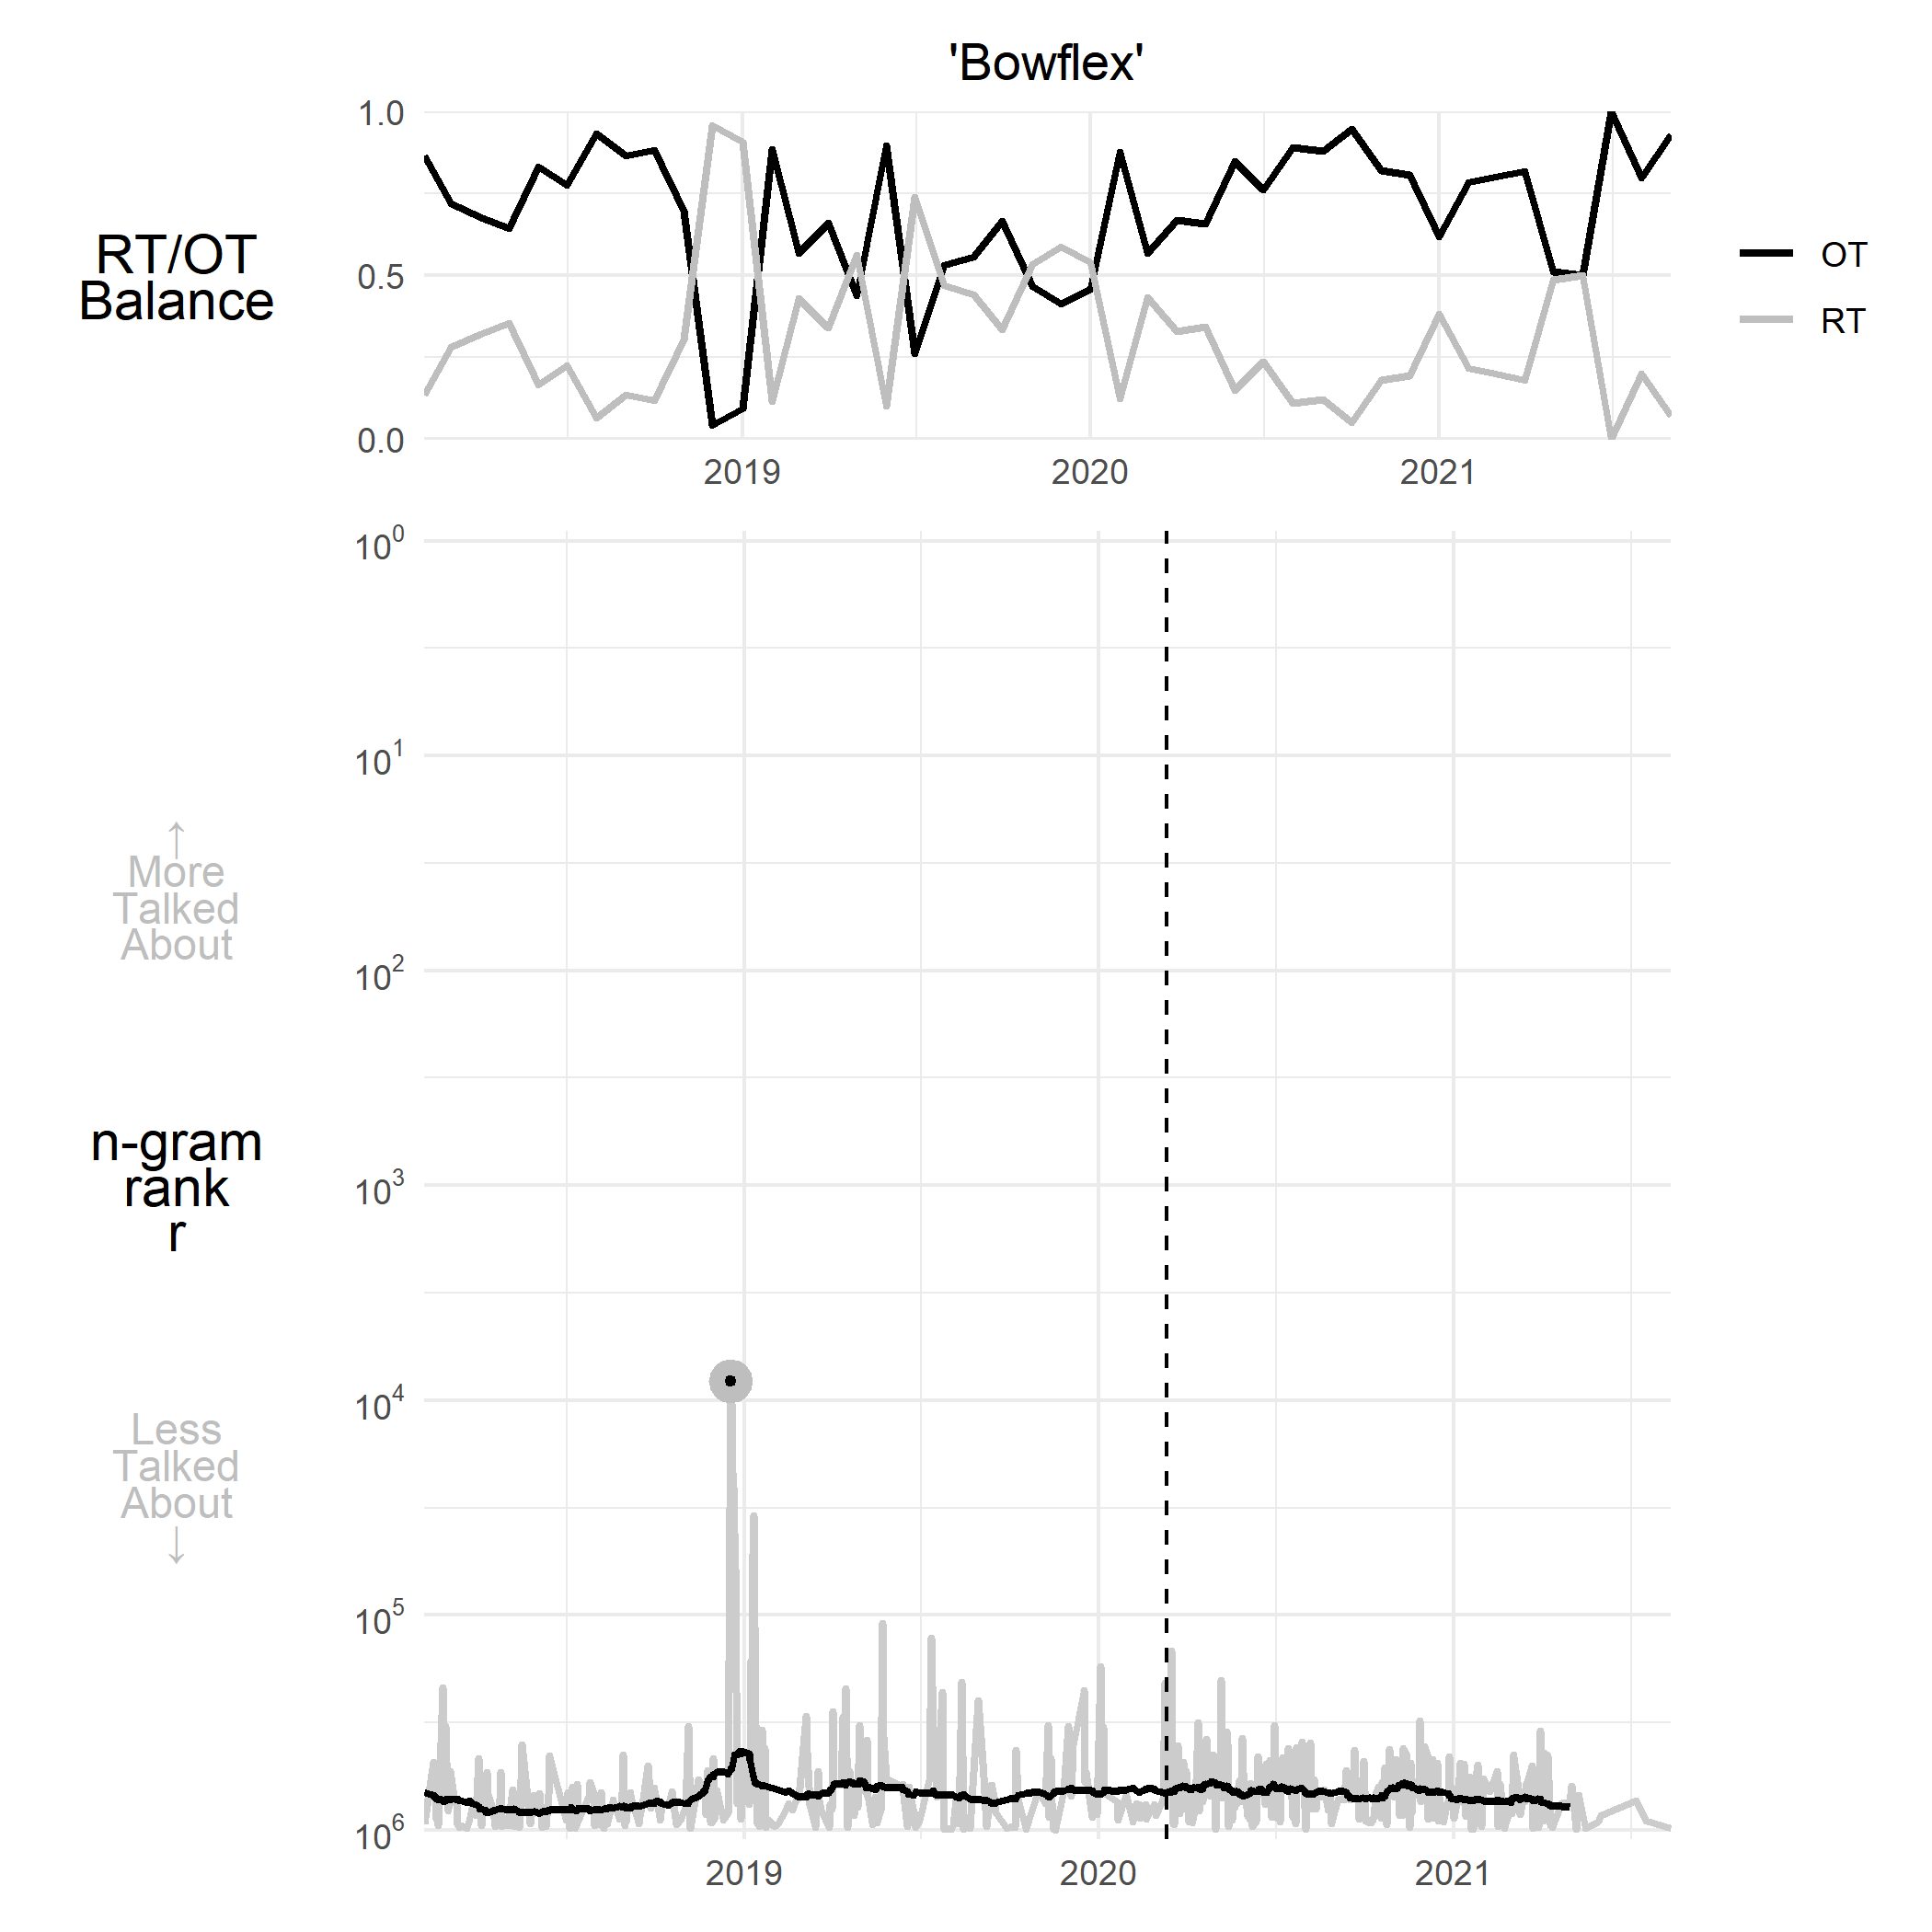 'Bowflex'
1.0
0.5
0.0
RT/OT
Balance
OT
RT
2019 2020 2021
10⁰
10¹
10²
10³
10⁴
10⁵
10⁶
↑
More
Talked
About
n-gram
rank
r
Less
Talked
About
↓
2019 2020 2021